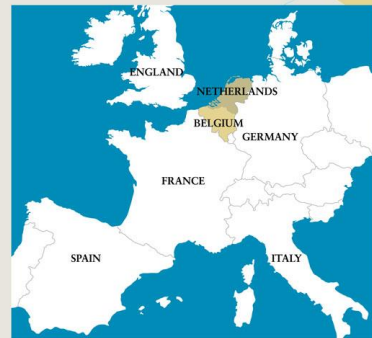 ENGLAND
NETHERLANDS
BELGIUM
GERMANY
FRANCE
SPAIN
ITALY